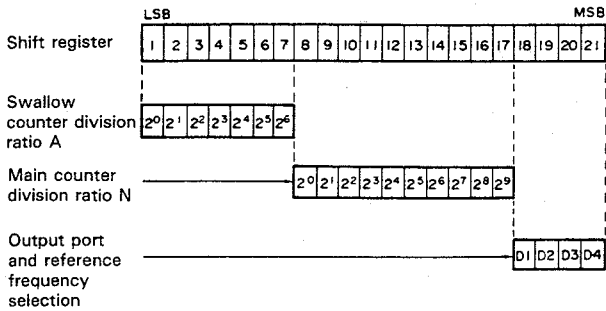 LSB MSB
Shift register 1 2 3 4 5 6 7 8 9 10 11 12 13 14 15 16 17 18 19 20 21
Swallow
counter division
ratio A
2⁰ 2¹ 2² 2³ 2⁴ 2⁵ 2⁶
Main counter
division ratio N
2⁰ 2¹ 2² 2³ 2⁴ 2⁵ 2⁶ 2⁷ 2⁸ 2⁹
Output port
and reference
frequency
selection
D1 D2 D3 D4